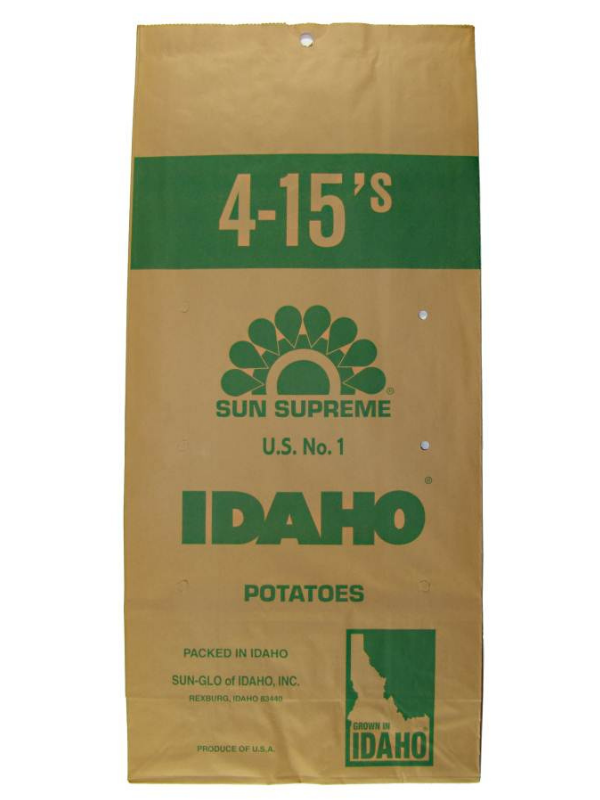 4-15's
®
SUN SUPREME
U.S. No. 1
®
IDAHO
POTATOES
PACKED IN IDAHO
SUN-GLO of IDAHO, INC.
REXBURG, IDAHO 83440
PRODUCE OF U.S.A.
GROWN IN
IDAHO